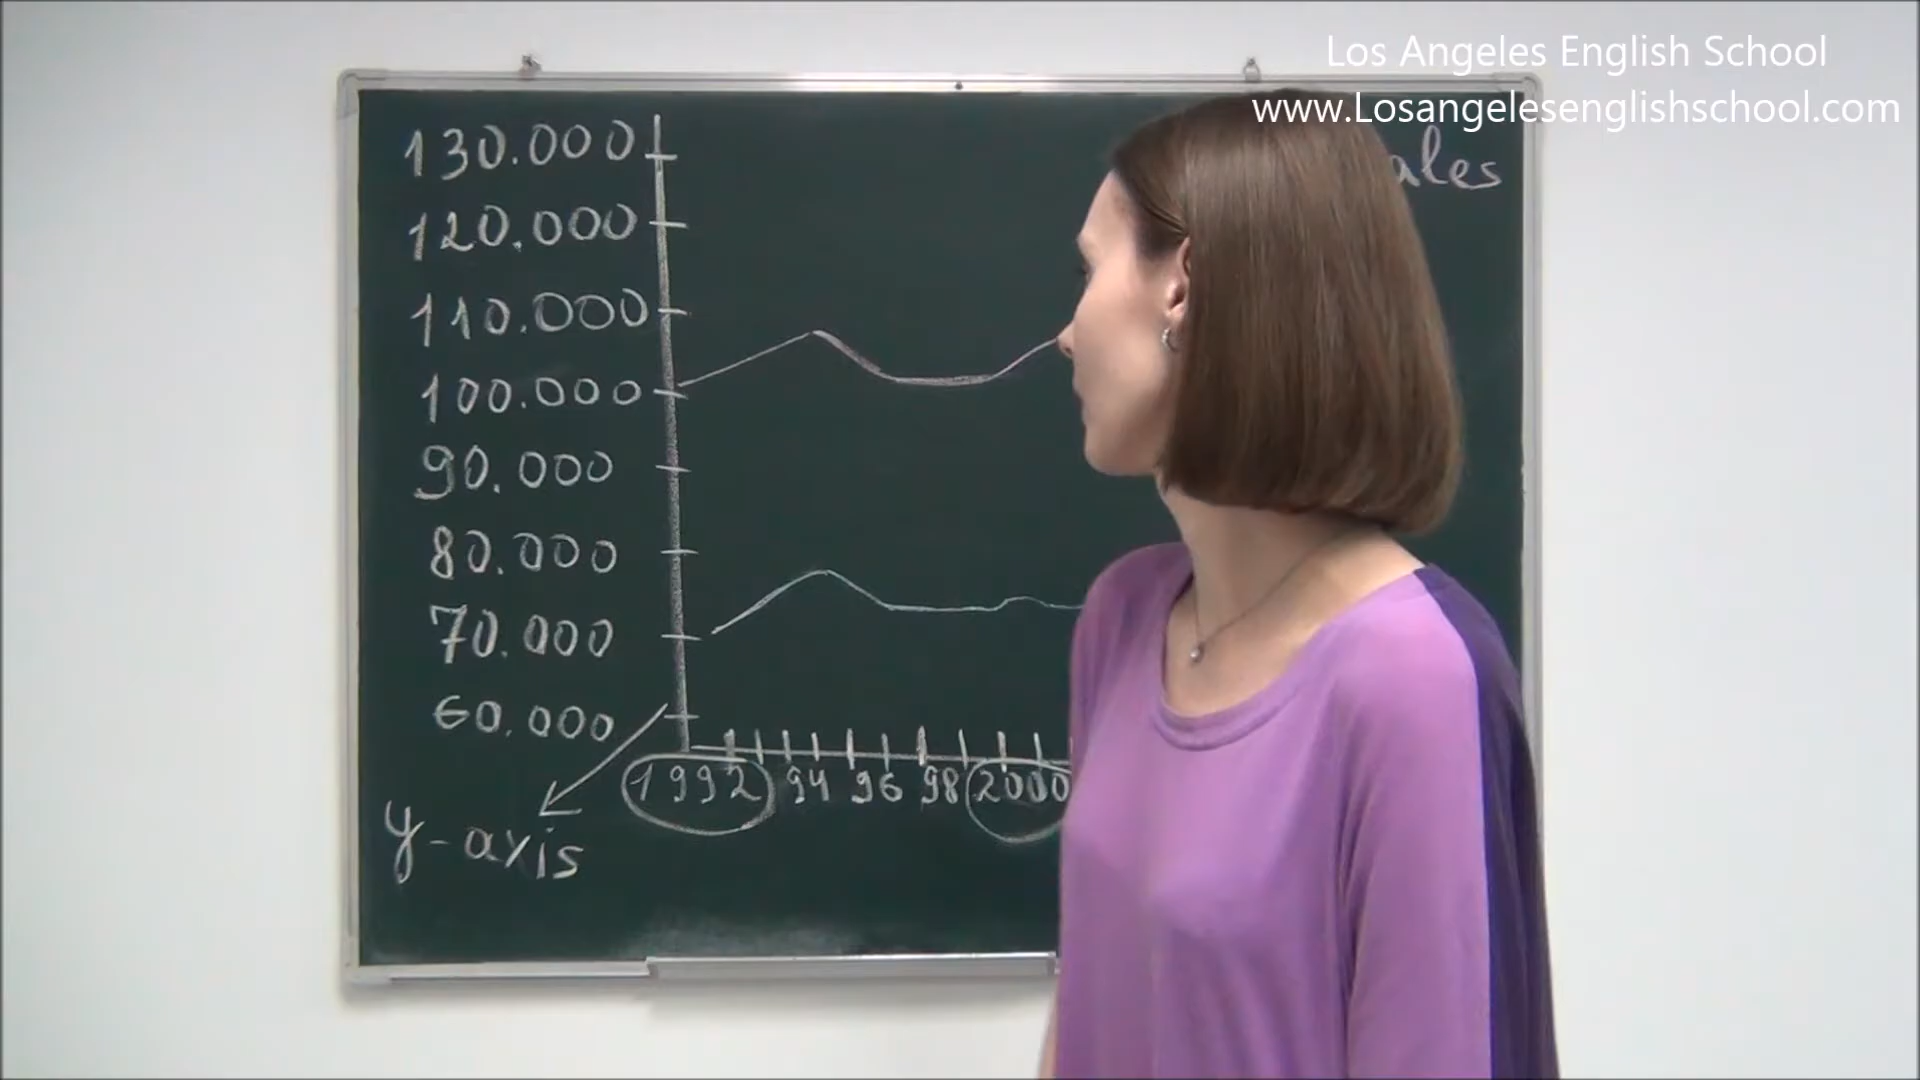 Los Angeles English School
www.Losangelesenglishschool.com
130.000
120.000
110.000
100.000
90.000
80.000
70.000
60.000
1992 94 96 98 2000
y-axis